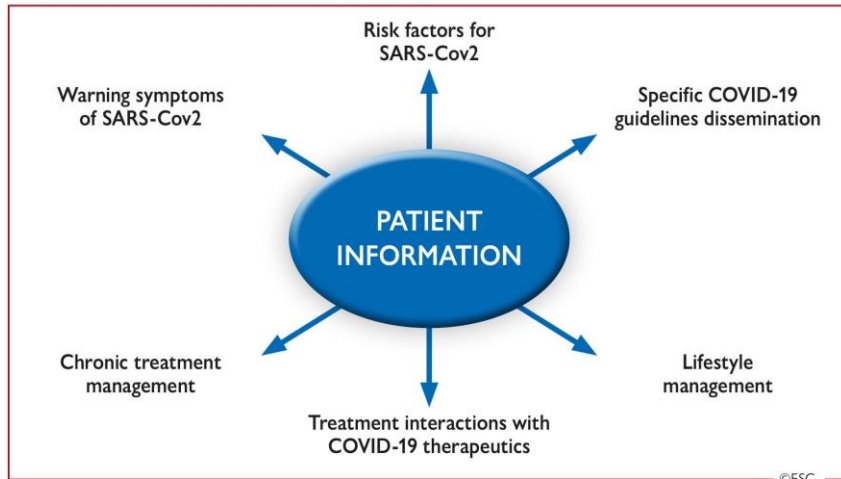 Risk factors for
SARS-Cov2
Warning symptoms
of SARS-Cov2
Specific COVID-19
guidelines dissemination
PATIENT
INFORMATION
Chronic treatment
management
Lifestyle
management
Treatment interactions with
COVID-19 therapeutics
©ESC